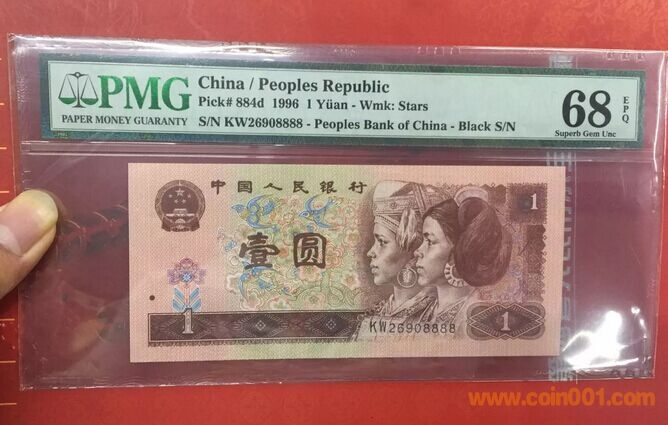 PMG
PAPER MONEY GUARANTY
China / Peoples Republic
Pick# 884d 1996 1 Yüan - Wmk: Stars
S/N KW26908888 - Peoples Bank of China - Black S/N
68 EPQ
Superb Gem Unc
中国人民银行
1
壹圆
1
KW26908888
1
www.coin001.com